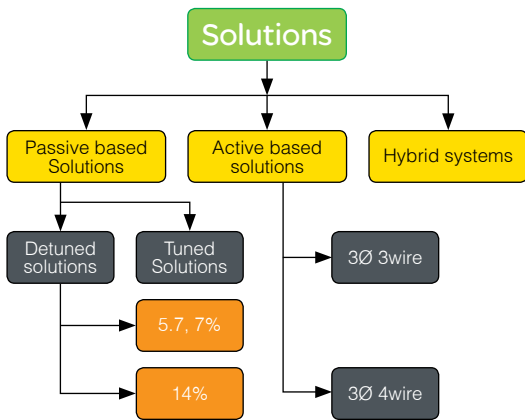 Solutions
Passive based
Solutions
Active based
solutions
Hybrid systems
Detuned
solutions
Tuned
Solutions
3Ø 3wire
5.7, 7%
14%
3Ø 4wire